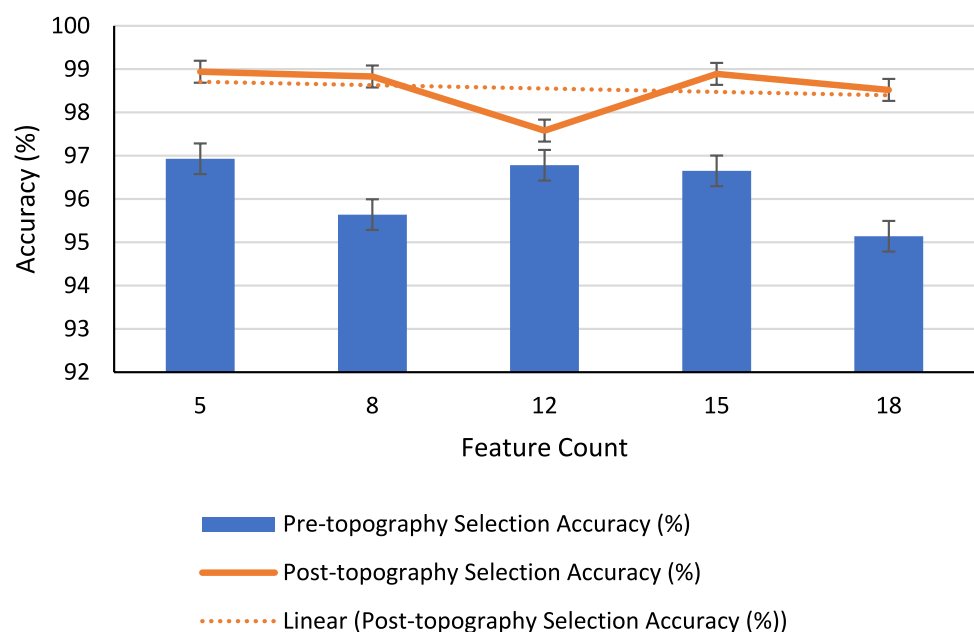 100
99
98
97
96
95
94
93
92
Accuracy (%)
5 8 12 15 18
Feature Count
Pre-topography Selection Accuracy (%)
Post-topography Selection Accuracy (%)
Linear (Post-topography Selection Accuracy (%))